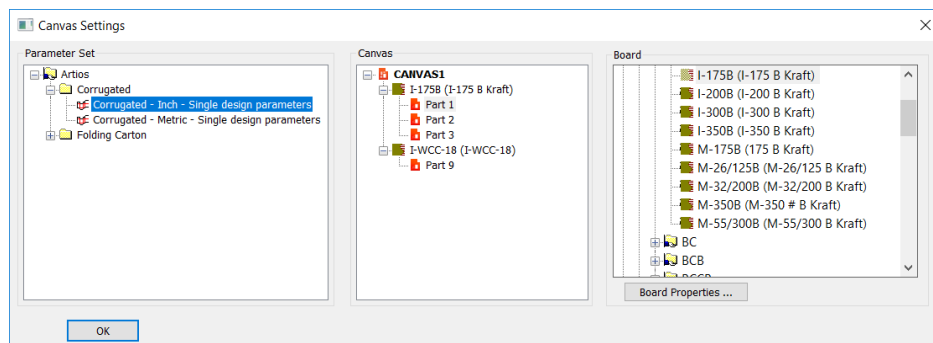 Canvas Settings
Parameter Set
Artios
Corrugated
Corrugated - Inch - Single design parameters
Corrugated - Metric - Single design parameters
Folding Carton
Canvas
CANVAS1
I-175B (I-175 B Kraft)
Part 1
Part 2
Part 3
I-WCC-18 (I-WCC-18)
Part 9
Board
I-175B (I-175 B Kraft)
I-200B (I-200 B Kraft)
I-300B (I-300 B Kraft)
I-350B (I-350 B Kraft)
M-175B (175 B Kraft)
M-26/125B (M-26/125 B Kraft)
M-32/200B (M-32/200 B Kraft)
M-350B (M-350 # B Kraft)
M-55/300B (M-55/300 B Kraft)
BC
BCB
Board Properties ...
OK